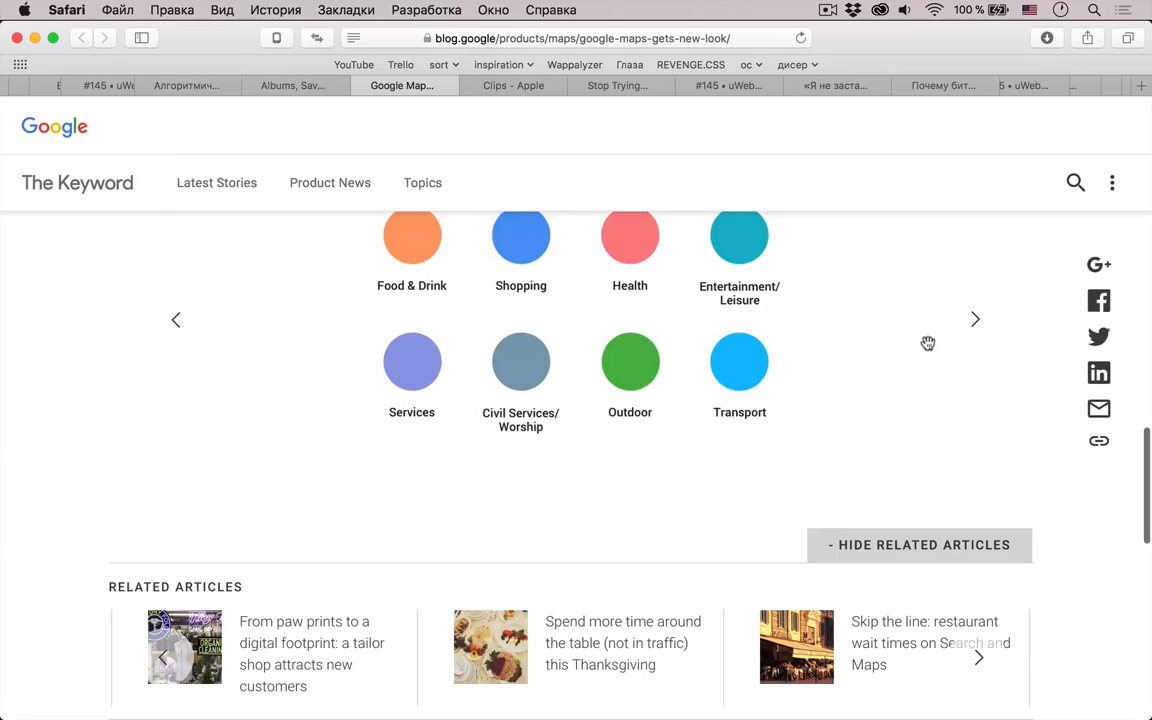 Safari Файл Правка Вид История Закладки Разработка Окно Справка 100 %
blog.google/products/maps/google-maps-gets-new-look/
YouTube Trello sort inspiration Wappalyzer Глаза REVENGE.CSS ос дисер
#145 • uWe Алгоритмич... Albums, Sav... Google Map... Clips - Apple Stop Trying... #145 • uWeb... «Я не заста... Почему бит... 5 • uWeb...
Google
The Keyword Latest Stories Product News Topics
G+
Food & Drink Shopping Health Entertainment/
Leisure
in
Services Civil Services/ Outdoor Transport
Worship
- HIDE RELATED ARTICLES
RELATED ARTICLES
From paw prints to a
digital footprint: a tailor
shop attracts new
customers
Spend more time around
the table (not in traffic)
this Thanksgiving
Skip the line: restaurant
wait times on Search and
Maps